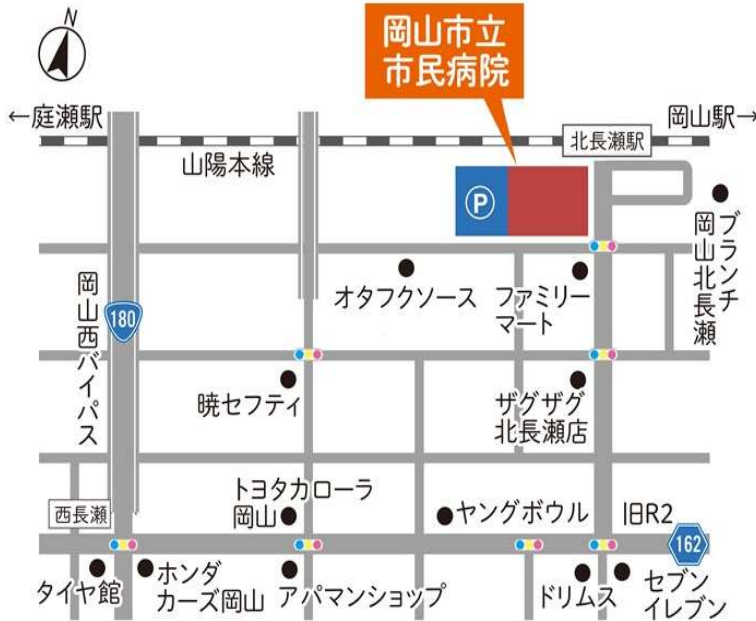 N
岡山市立
市民病院
←庭瀬駅
岡山駅→
北長瀬駅
山陽本線
P
ブランチ
岡山北長瀬
オタフクソース
ファミリー
マート
岡山西バイパス
180
暁セフティ
ザグザグ
北長瀬店
トヨタカローラ
岡山
西長瀬
ヤングボウル
旧R2
162
タイヤ館
ホンダ
カーズ岡山
アパマンショップ
ドリムス
セブン
イレブン